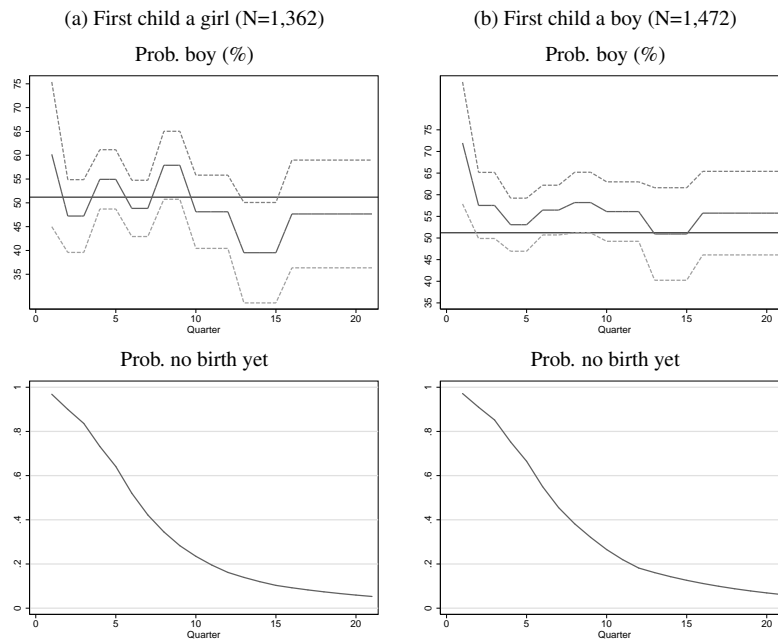 (a) First child a girl (N=1,362)
Prob. boy (%)
75
70
65
60
55
50
45
40
35
0 5 10 15 20
Quarter
(b) First child a boy (N=1,472)
Prob. boy (%)
75
70
65
60
55
50
45
40
35
0 5 10 15 20
Quarter
Prob. no birth yet
1
.8
.6
.4
.2
0
0 5 10 15 20
Quarter
Prob. no birth yet
1
.8
.6
.4
.2
0
0 5 10 15 20
Quarter